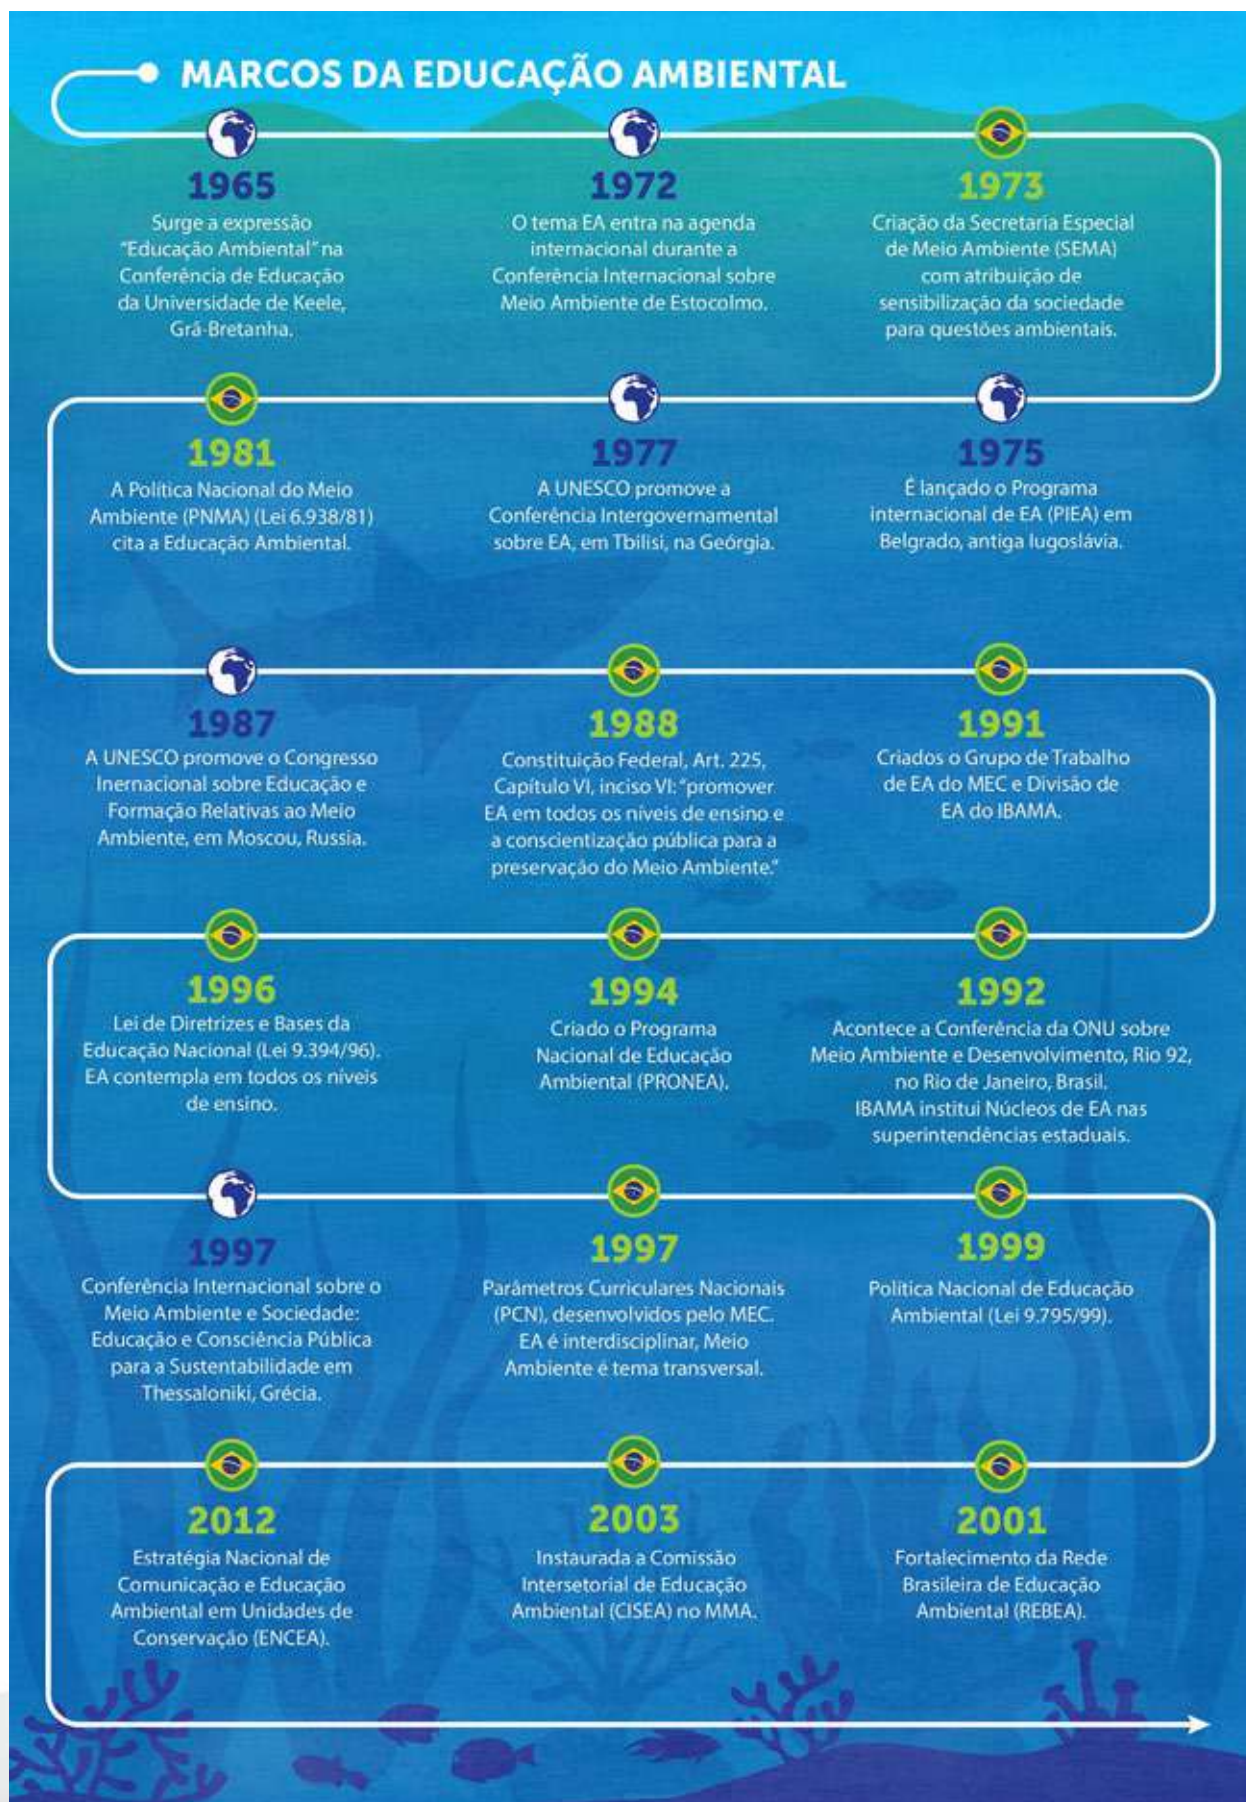 MARCOS DA EDUCAÇÃO AMBIENTAL
1965
Surge a expressão
"Educação Ambiental" na
Conferência de Educação
da Universidade de Keele,
Grã-Bretanha.
1972
O tema EA entra na agenda
internacional durante a
Conferência Internacional sobre
Meio Ambiente de Estocolmo.
1973
Criação da Secretaria Especial
de Meio Ambiente (SEMA)
com atribuição de
sensibilização da sociedade
para questões ambientais.
1975
É lançado o Programa
internacional de EA (PIEA) em
Belgrado, antiga Iugoslávia.
1977
A UNESCO promove a
Conferência Intergovernamental
sobre EA, em Tbilisi, na Geórgia.
1981
A Política Nacional do Meio
Ambiente (PNMA) (Lei 6.938/81)
cita a Educação Ambiental.
1987
A UNESCO promove o Congresso
Inernacional sobre Educação e
Formação Relativas ao Meio
Ambiente, em Moscou, Russia.
1988
Constituição Federal, Art. 225,
Capítulo VI, inciso VI: "promover
EA em todos os níveis de ensino e
a conscientização pública para a
preservação do Meio Ambiente."
1991
Criados o Grupo de Trabalho
de EA do MEC e Divisão de
EA do IBAMA.
1992
Acontece a Conferência da ONU sobre
Meio Ambiente e Desenvolvimento, Rio 92,
no Rio de Janeiro, Brasil.
IBAMA institui Núcleos de EA nas
superintendências estaduais.
1994
Criado o Programa
Nacional de Educação
Ambiental (PRONEA).
1996
Lei de Diretrizes e Bases da
Educação Nacional (Lei 9.394/96).
EA contempla em todos os níveis
de ensino.
1997
Conferência Internacional sobre o
Meio Ambiente e Sociedade:
Educação e Consciência Pública
para a Sustentabilidade em
Thessaloniki, Grécia.
1997
Parâmetros Curriculares Nacionais
(PCN), desenvolvidos pelo MEC.
EA é interdisciplinar, Meio
Ambiente é tema transversal.
1999
Política Nacional de Educação
Ambiental (Lei 9.795/99).
2001
Fortalecimento da Rede
Brasileira de Educação
Ambiental (REBEA).
2003
Instaurada a Comissão
Intersetorial de Educação
Ambiental (CISEA) no MMA.
2012
Estratégia Nacional de
Comunicação e Educação
Ambiental em Unidades de
Conservação (ENCEA).